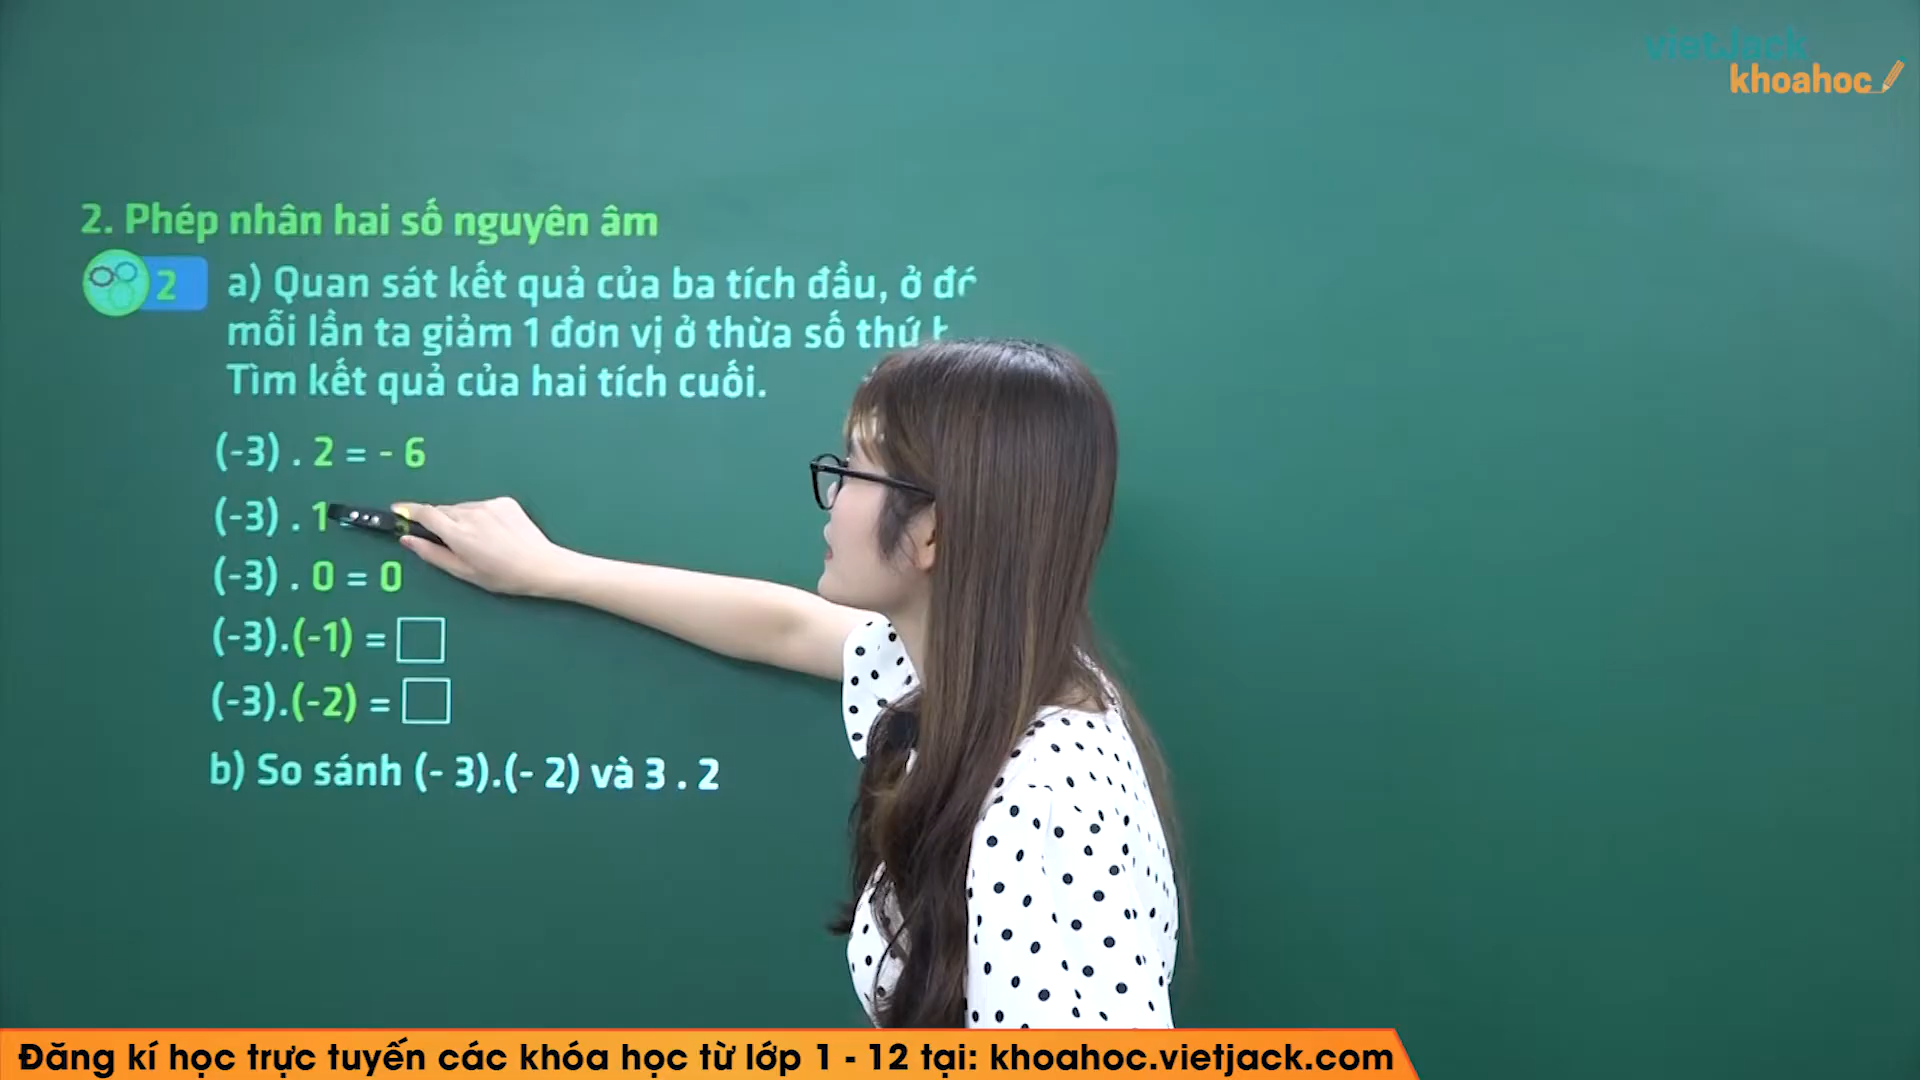 vietJack
khoahoc
2. Phép nhân hai số nguyên âm
2 a) Quan sát kết quả của ba tích đầu, ở
mỗi lần ta giảm 1 đơn vị ở thừa số thứ
Tìm kết quả của hai tích cuối.
(-3) . 2 = - 6
(-3) . 1
(-3) . 0 = 0
(-3).(-1) =
(-3).(-2) =
b) So sánh (- 3).(- 2) và 3 . 2
Đăng kí học trực tuyến các khóa học từ lớp 1 - 12 tại: khoahoc.vietjack.com